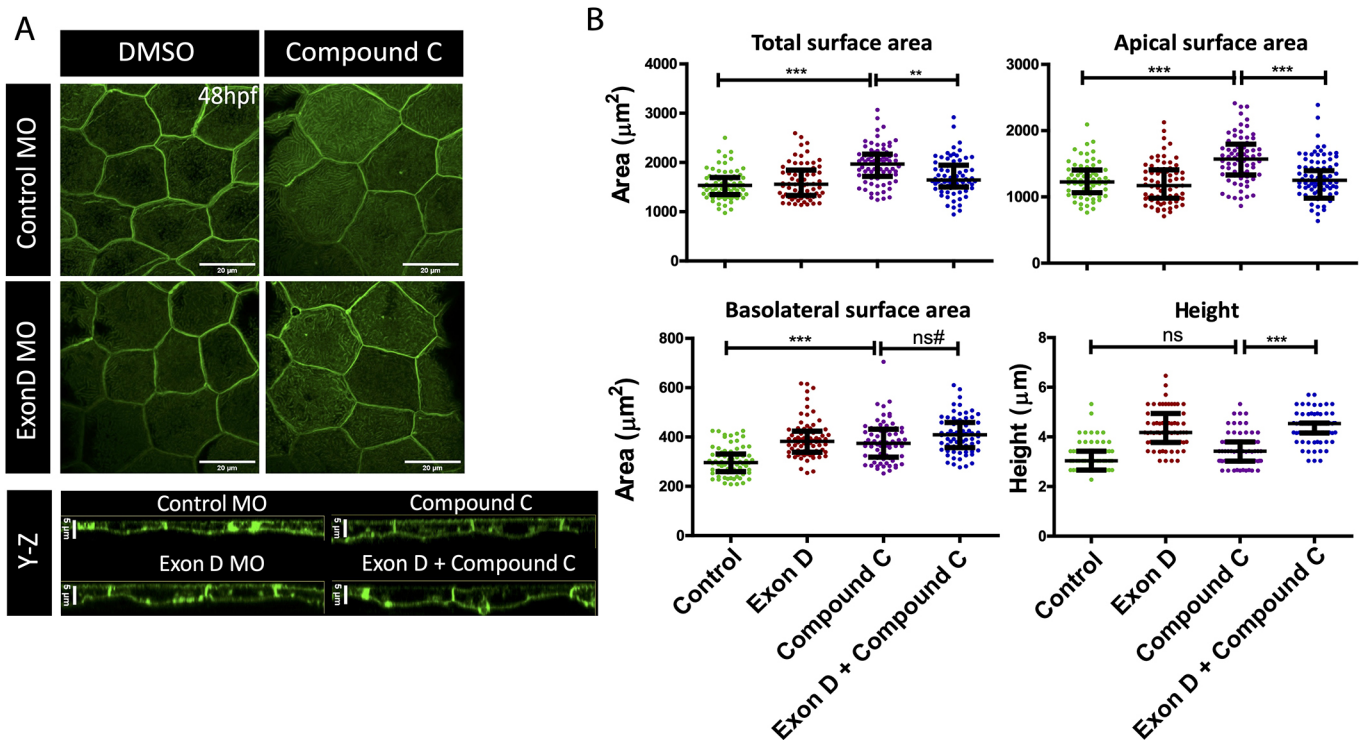 A
DMSO
Compound C
Control MO
48hpf
20 µm
20 µm
ExonD MO
20 µm
20 µm
Y-Z
Control MO
Compound C
5 µm
5 µm
Exon D MO
Exon D + Compound C
5 µm
5 µm
B
Total surface area
Area (µm2)
4000
3000
2000
1000
0
***
**
Apical surface area
3000
2000
1000
0
***
***
Basolateral surface area
Area (µm2)
800
600
400
200
0
***
ns#
Control
Exon D
Compound C
Exon D + Compound C
Height
Height (µm)
8
6
4
2
0
ns
***
Control
Exon D
Compound C
Exon D + Compound C